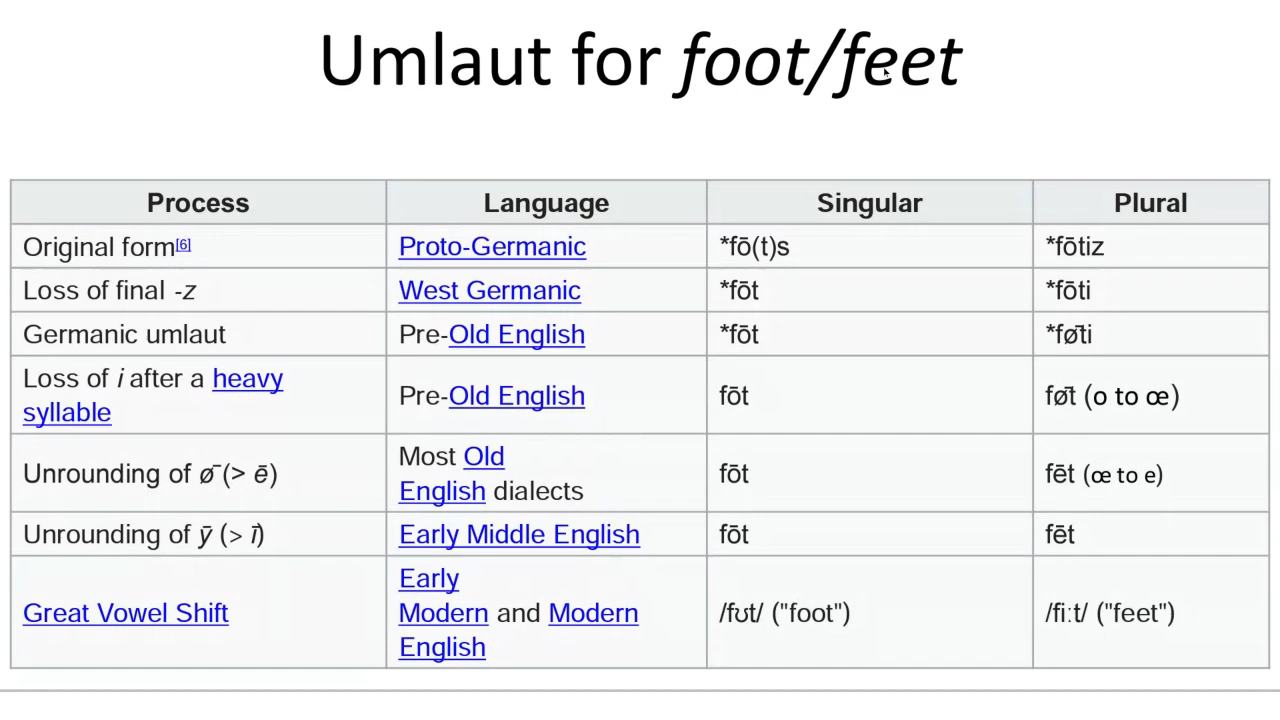 Umlaut for foot/feet
Process Language Singular Plural
Original form[6] Proto-Germanic *fō(t)s *fōtiz
Loss of final -z West Germanic *fōt *fōti
Germanic umlaut Pre-Old English *fōt *fø̄ti
Loss of i after a heavy
syllable Pre-Old English fōt fø̄t (o to œ)
Unrounding of ø̄ (> ē) Most Old
English dialects fōt fēt (œ to e)
Unrounding of ȳ (> ī) Early Middle English fōt fēt
Great Vowel Shift Early
Modern and Modern
English /fʊt/ ("foot") /fiːt/ ("feet")